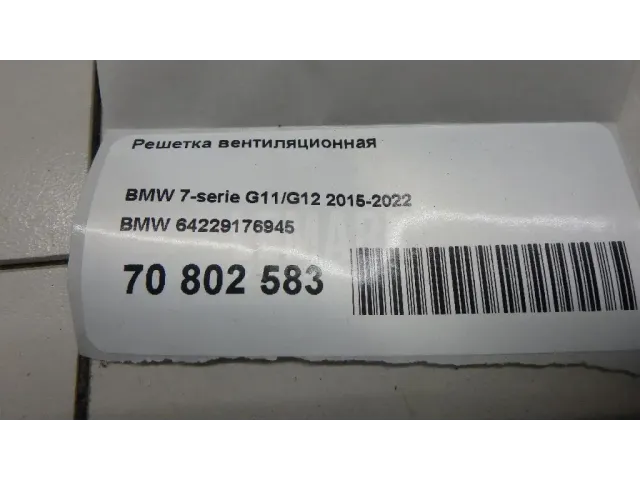 Решетка вентиляционная
BMW 7-serie G11/G12 2015-2022
BMW 64229176945
70 802 583